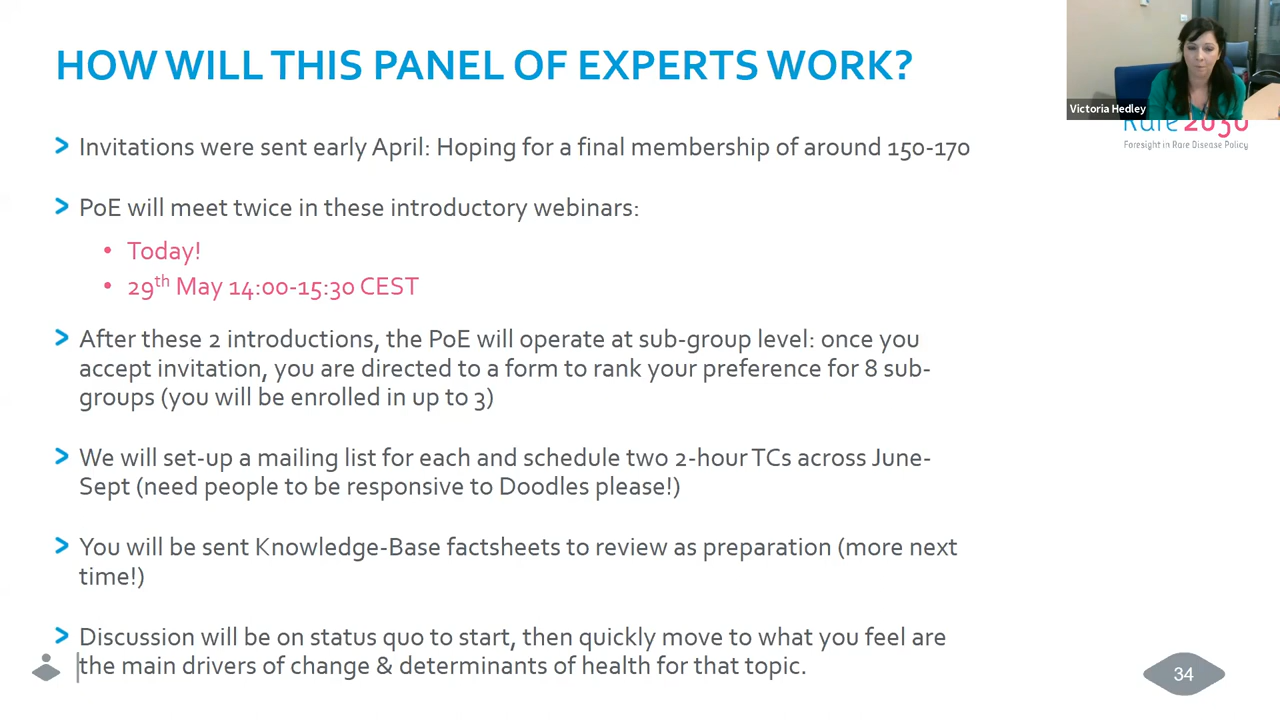 HOW WILL THIS PANEL OF EXPERTS WORK?
Victoria Hedley
Rare 2030
Foresight in Rare Disease Policy
> Invitations were sent early April: Hoping for a final membership of around 150-170
> PoE will meet twice in these introductory webinars:
• Today!
• 29th May 14:00-15:30 CEST
> After these 2 introductions, the PoE will operate at sub-group level: once you
accept invitation, you are directed to a form to rank your preference for 8 sub-
groups (you will be enrolled in up to 3)
> We will set-up a mailing list for each and schedule two 2-hour TCs across June-
Sept (need people to be responsive to Doodles please!)
> You will be sent Knowledge-Base factsheets to review as preparation (more next
time!)
> Discussion will be on status quo to start, then quickly move to what you feel are
the main drivers of change & determinants of health for that topic.
34